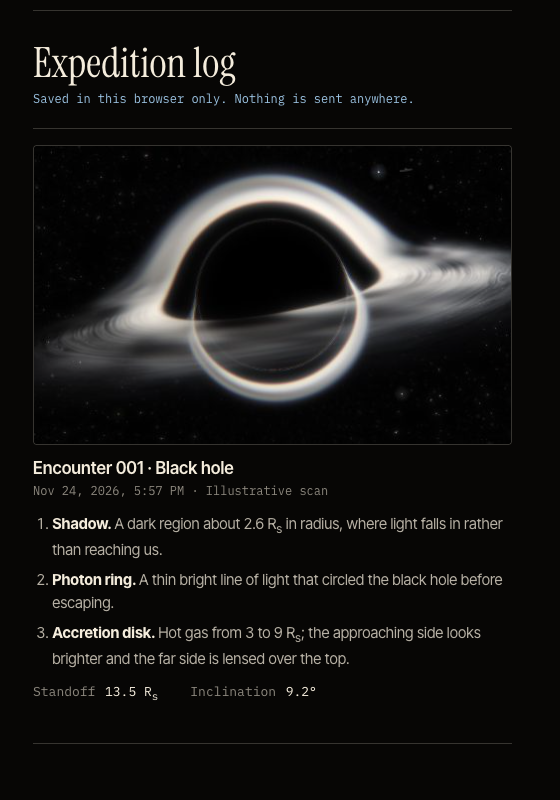 Expedition log
Saved in this browser only. Nothing is sent anywhere.
Encounter 001 · Black hole
Nov 24, 2026, 5:57 PM · Illustrative scan
1. Shadow. A dark region about 2.6 Rs in radius, where light falls in rather
than reaching us.
2. Photon ring. A thin bright line of light that circled the black hole before
escaping.
3. Accretion disk. Hot gas from 3 to 9 Rs; the approaching side looks
brighter and the far side is lensed over the top.
Standoff 13.5 Rs Inclination 9.2°